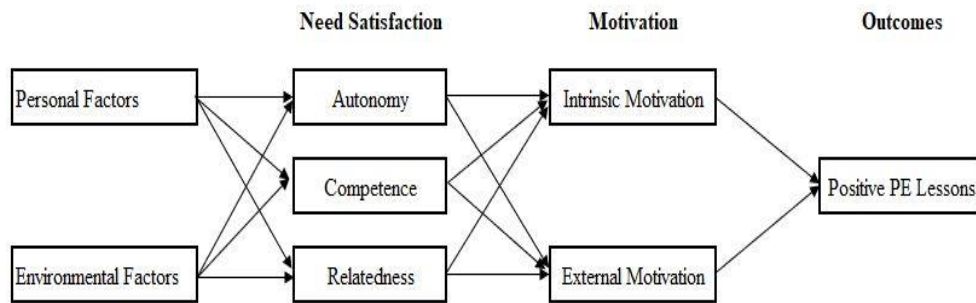 Need Satisfaction Motivation Outcomes
Personal Factors Autonomy Intrinsic Motivation
Competence Positive PE Lessons
Environmental Factors Relatedness External Motivation